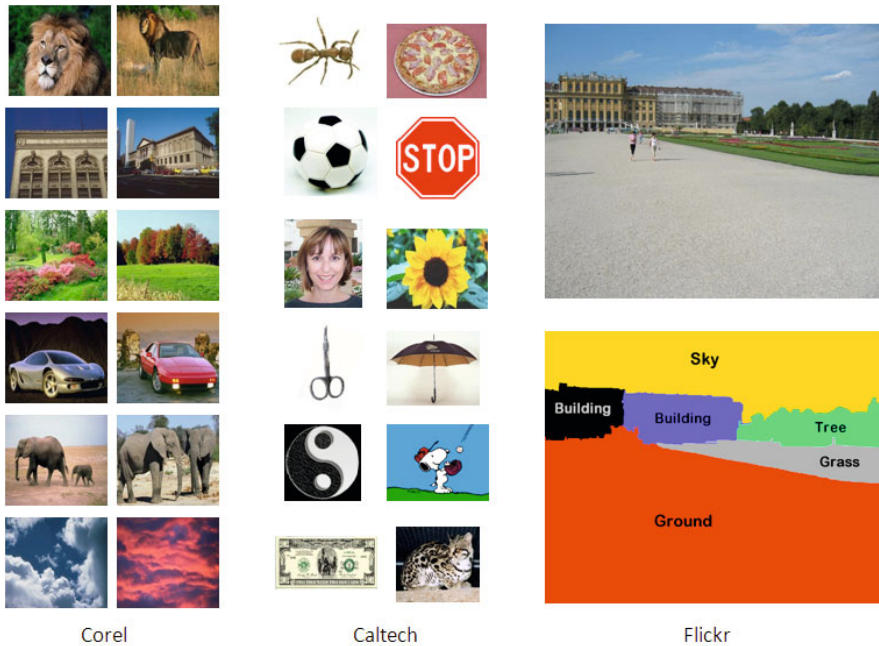 STOP
Sky
Building
Building
Tree
Grass
Ground
Corel
Caltech
Flickr